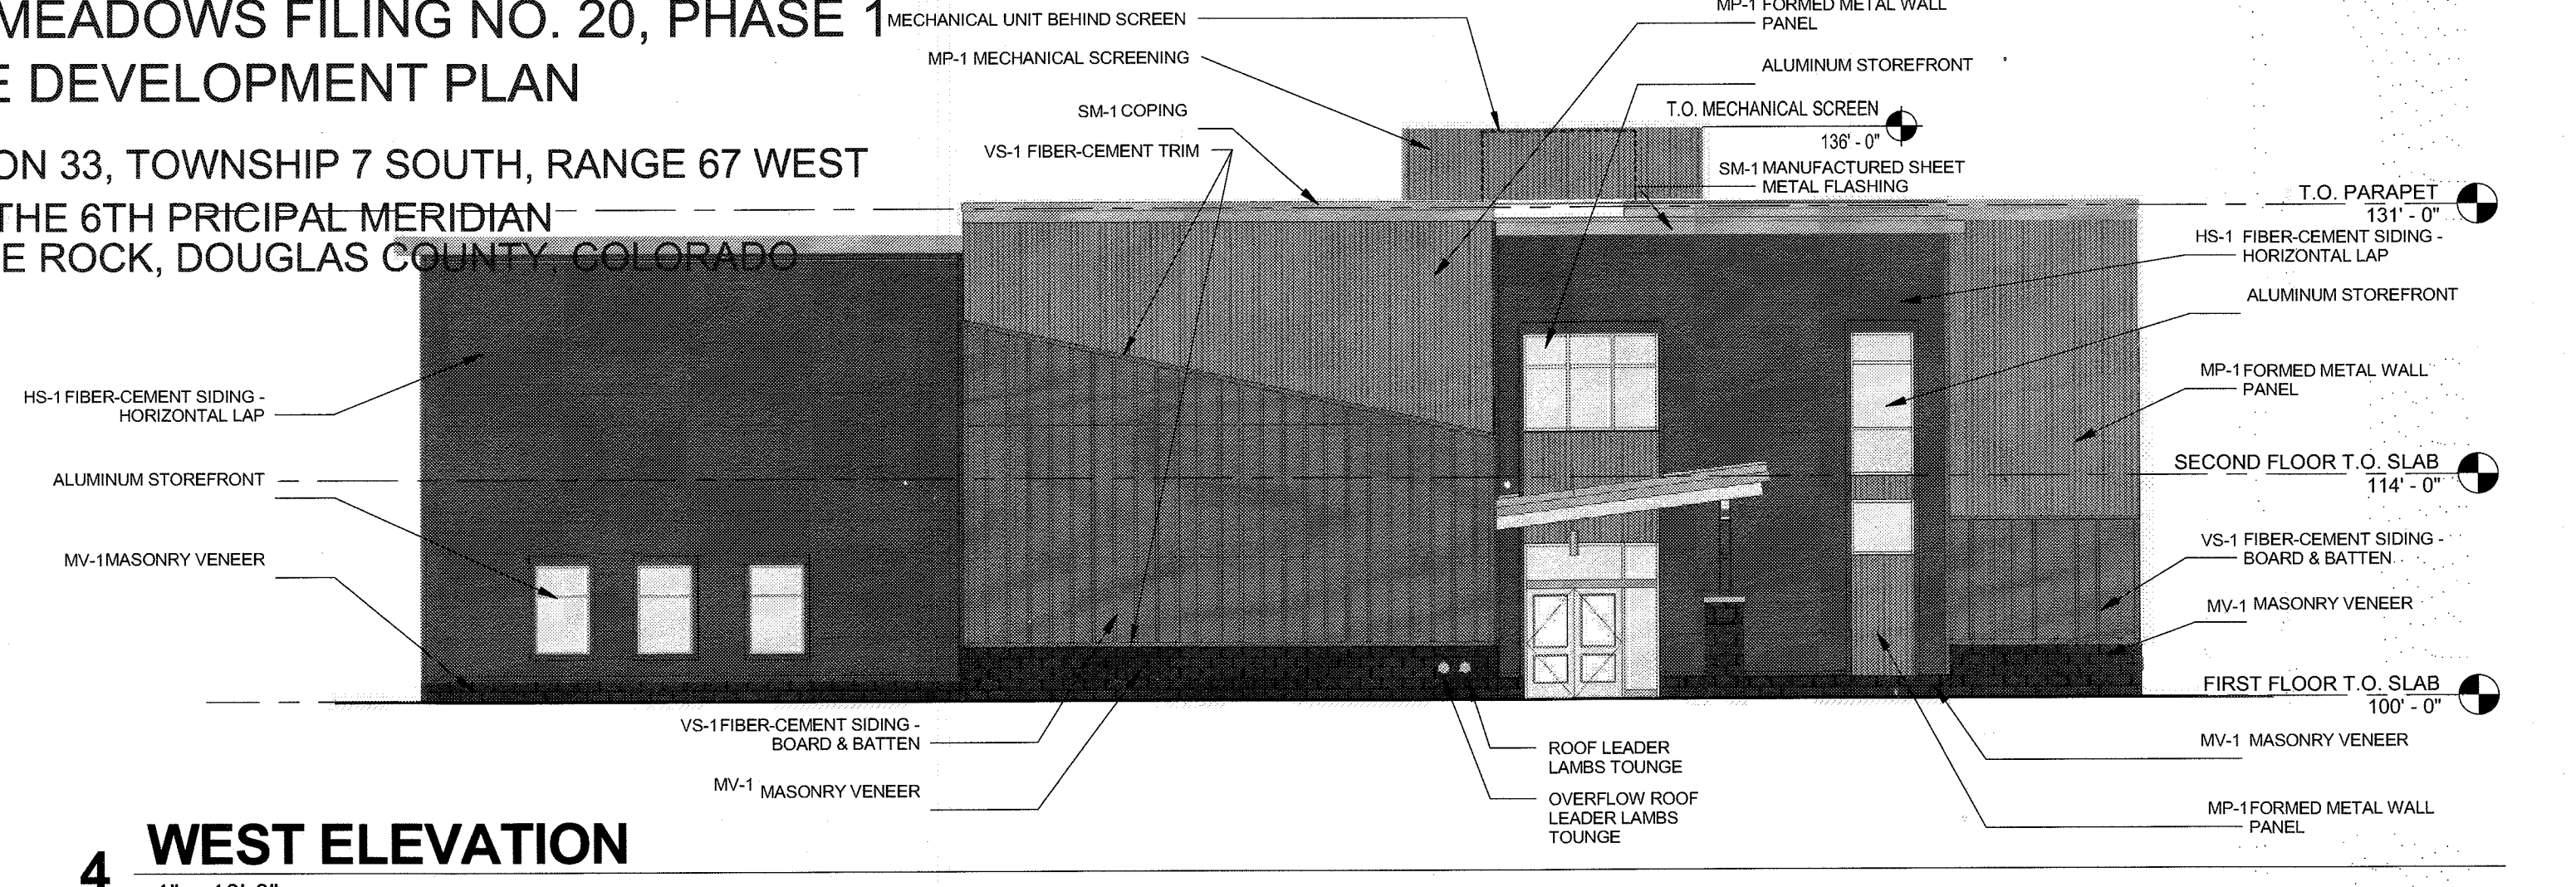 MEADOWS FILING NO. 20, PHASE 1
E DEVELOPMENT PLAN
ON 33, TOWNSHIP 7 SOUTH, RANGE 67 WEST
THE 6TH PRICIPAL MERIDIAN
E ROCK, DOUGLAS COUNTY, COLORADO
MECHANICAL UNIT BEHIND SCREEN
MP-1 MECHANICAL SCREENING
SM-1 COPING
VS-1 FIBER-CEMENT TRIM
MP-1 FORMED METAL WALL
PANEL
ALUMINUM STOREFRONT
T.O. MECHANICAL SCREEN
136' - 0"
SM-1 MANUFACTURED SHEET
METAL FLASHING
T.O. PARAPET
131' - 0"
HS-1 FIBER-CEMENT SIDING -
HORIZONTAL LAP
ALUMINUM STOREFRONT
MP-1 FORMED METAL WALL
PANEL
SECOND FLOOR T.O. SLAB
114' - 0"
VS-1 FIBER-CEMENT SIDING -
BOARD & BATTEN
MV-1 MASONRY VENEER
FIRST FLOOR T.O. SLAB
100' - 0"
MV-1 MASONRY VENEER
MP-1 FORMED METAL WALL
PANEL
HS-1 FIBER-CEMENT SIDING -
HORIZONTAL LAP
ALUMINUM STOREFRONT
MV-1 MASONRY VENEER
VS-1 FIBER-CEMENT SIDING -
BOARD & BATTEN
MV-1 MASONRY VENEER
ROOF LEADER
LAMBS TOUNGE
OVERFLOW ROOF
LEADER LAMBS
TOUNGE
4 WEST ELEVATION